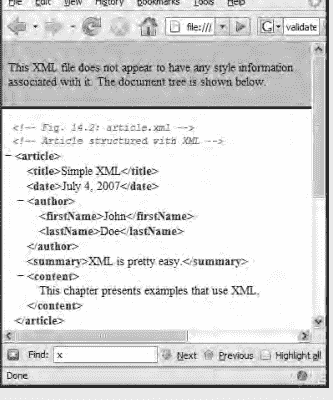 File Edit View History Bookmarks Tools Help
file:/// G validate
This XML file does not appear to have any style information
associated with it. The document tree is shown below.
<!-- Fig. 14.2: article.xml -->
<!-- Article structured with XML -->
− <article>
<title>Simple XML</title>
<date>July 4, 2007</date>
− <author>
<firstName>John</firstName>
<lastName>Doe</lastName>
</author>
<summary>XML is pretty easy.</summary>
− <content>
This chapter presents examples that use XML.
</content>
</article>
Find: x Next Previous Highlight all
Done